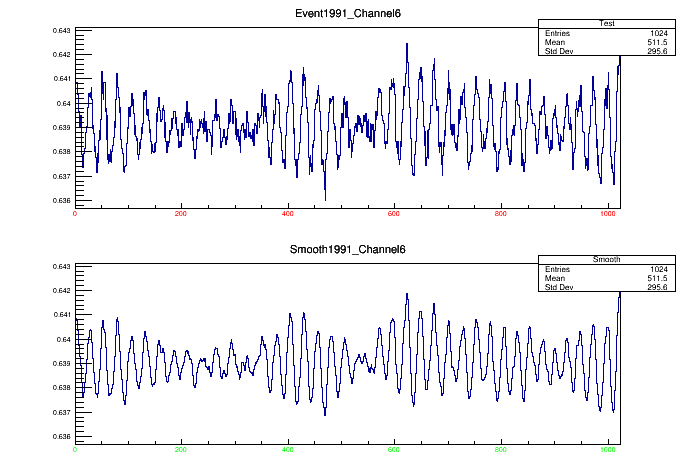 Event1991_Channel6
Test
Entries 1024
Mean 511.5
Std Dev 295.6
0.643
0.642
0.641
0.64
0.639
0.638
0.637
0.636
0 200 400 600 800 1000
Smooth1991_Channel6
Smooth
Entries 1024
Mean 511.5
Std Dev 295.6
0.643
0.642
0.641
0.64
0.639
0.638
0.637
0.636
0 200 400 600 800 1000